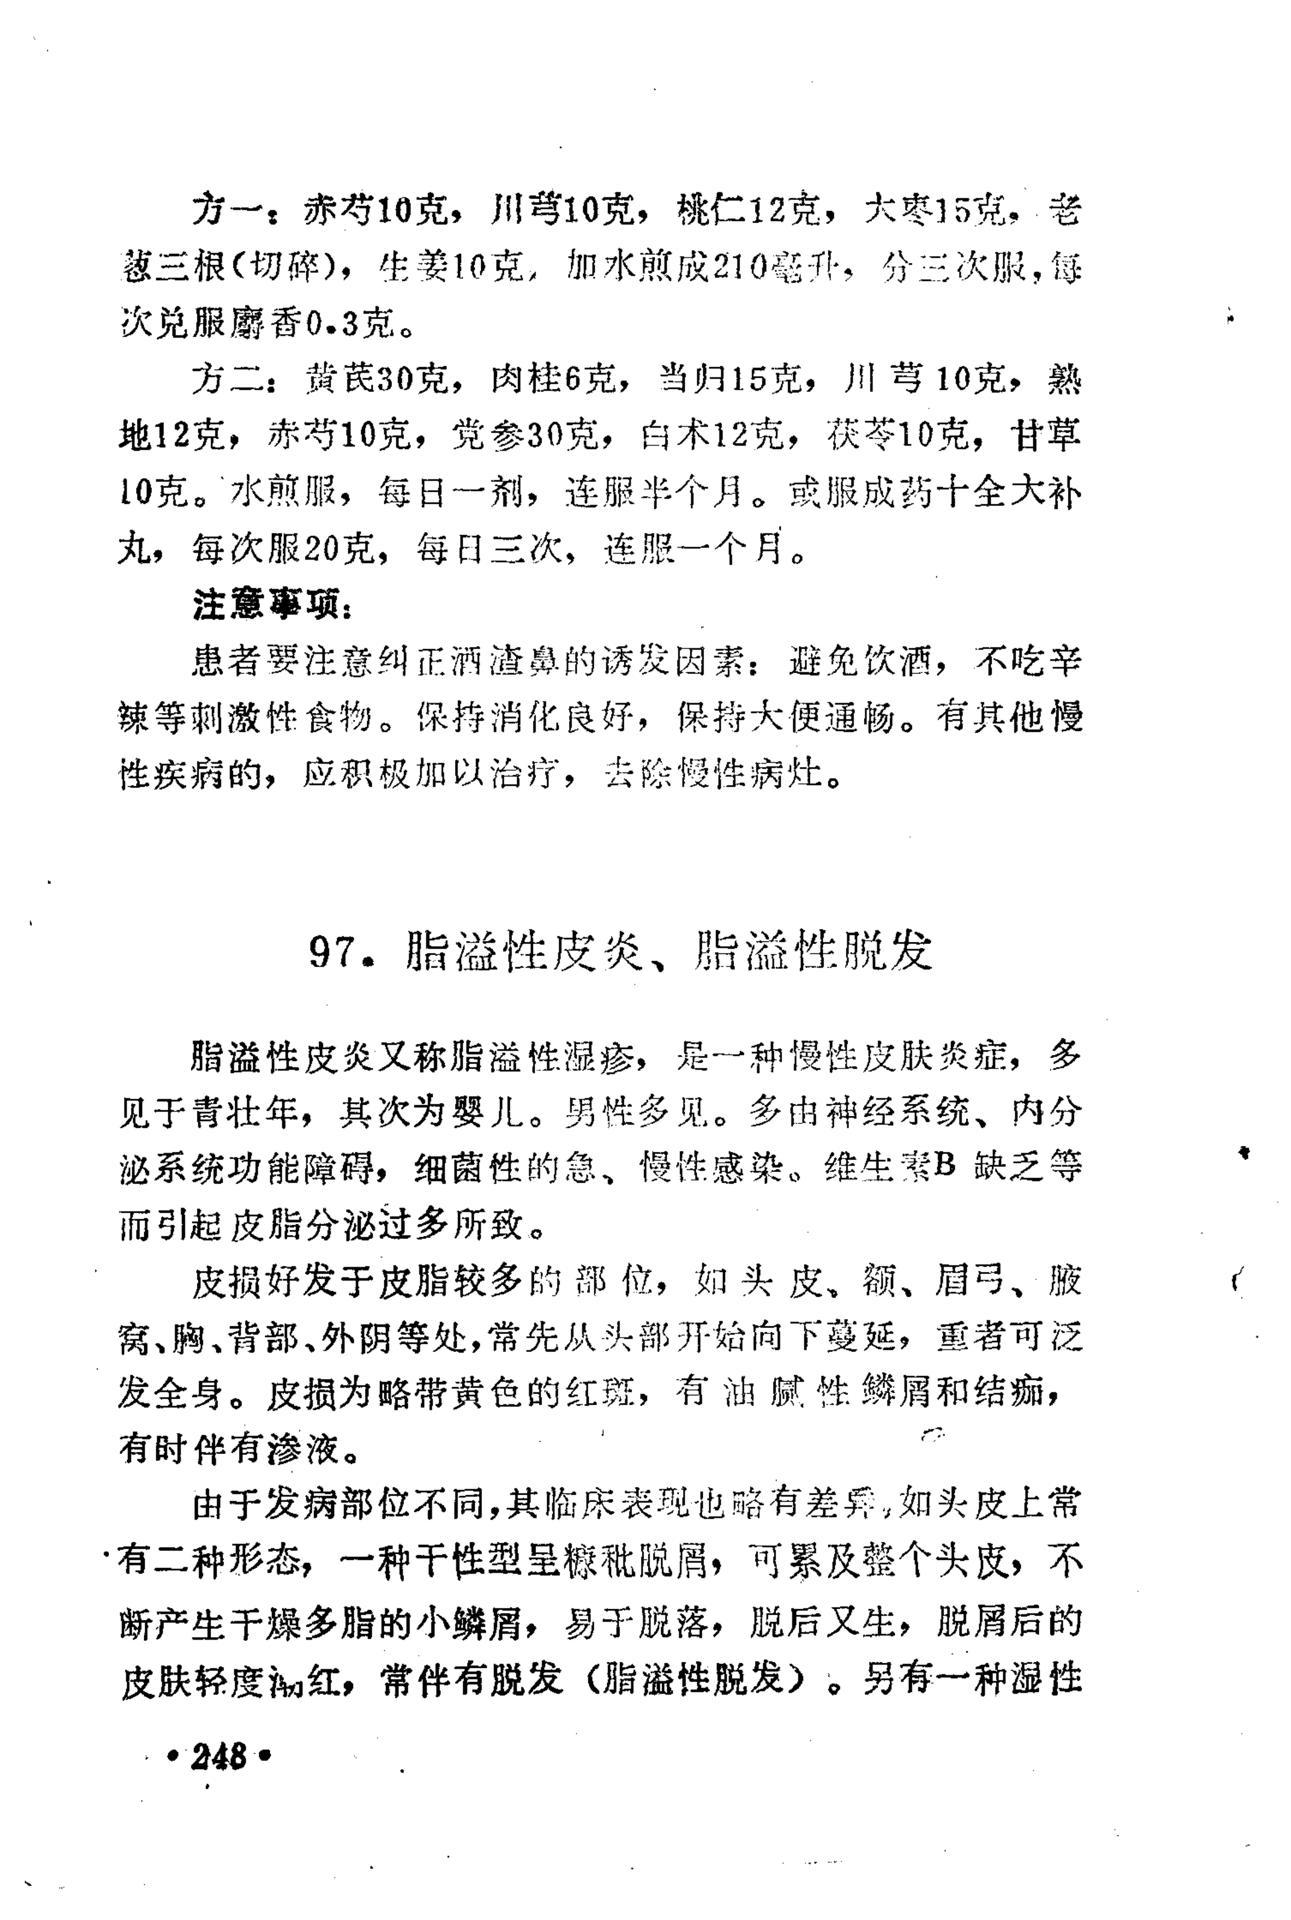 方一：赤芍10克，川芎10克，桃仁12克，大枣15克，老
葱三根（切碎），生姜10克，加水煎成210毫升，分三次服，每
次兑服麝香0.3克。
方二：黄芪30克，肉桂6克，当归15克，川芎10克，熟
地12克，赤芍10克，党参30克，白术12克，茯苓10克，甘草
10克。水煎服，每日一剂，连服半个月。或服成药十全大补
丸，每次服20克，每日三次，连服一个月。
注意事项：
患者要注意纠正酒渣鼻的诱发因素：避免饮酒，不吃辛
辣等刺激性食物。保持消化良好，保持大便通畅。有其他慢
性疾病的，应积极加以治疗，去除慢性病灶。
97．脂溢性皮炎、脂溢性脱发
脂溢性皮炎又称脂溢性湿疹，是一种慢性皮肤炎症，多
见于青壮年，其次为婴儿。男性多见。多由神经系统、内分
泌系统功能障碍，细菌性的急、慢性感染。维生素B缺乏等
而引起皮脂分泌过多所致。
皮损好发于皮脂较多的部位，如头皮、额、眉弓、腋
窝、胸、背部、外阴等处，常先从头部开始向下蔓延，重者可泛
发全身。皮损为略带黄色的红斑，有油腻性鳞屑和结痂，
有时伴有渗液。
由于发病部位不同，其临床表现也略有差异，如头皮上常
有二种形态，一种干性型呈糠秕脱屑，可累及整个头皮，不
断产生干燥多脂的小鳞屑，易于脱落，脱后又生，脱屑后的
皮肤轻度潮红，常伴有脱发（脂溢性脱发）。另有一种湿性
·248·